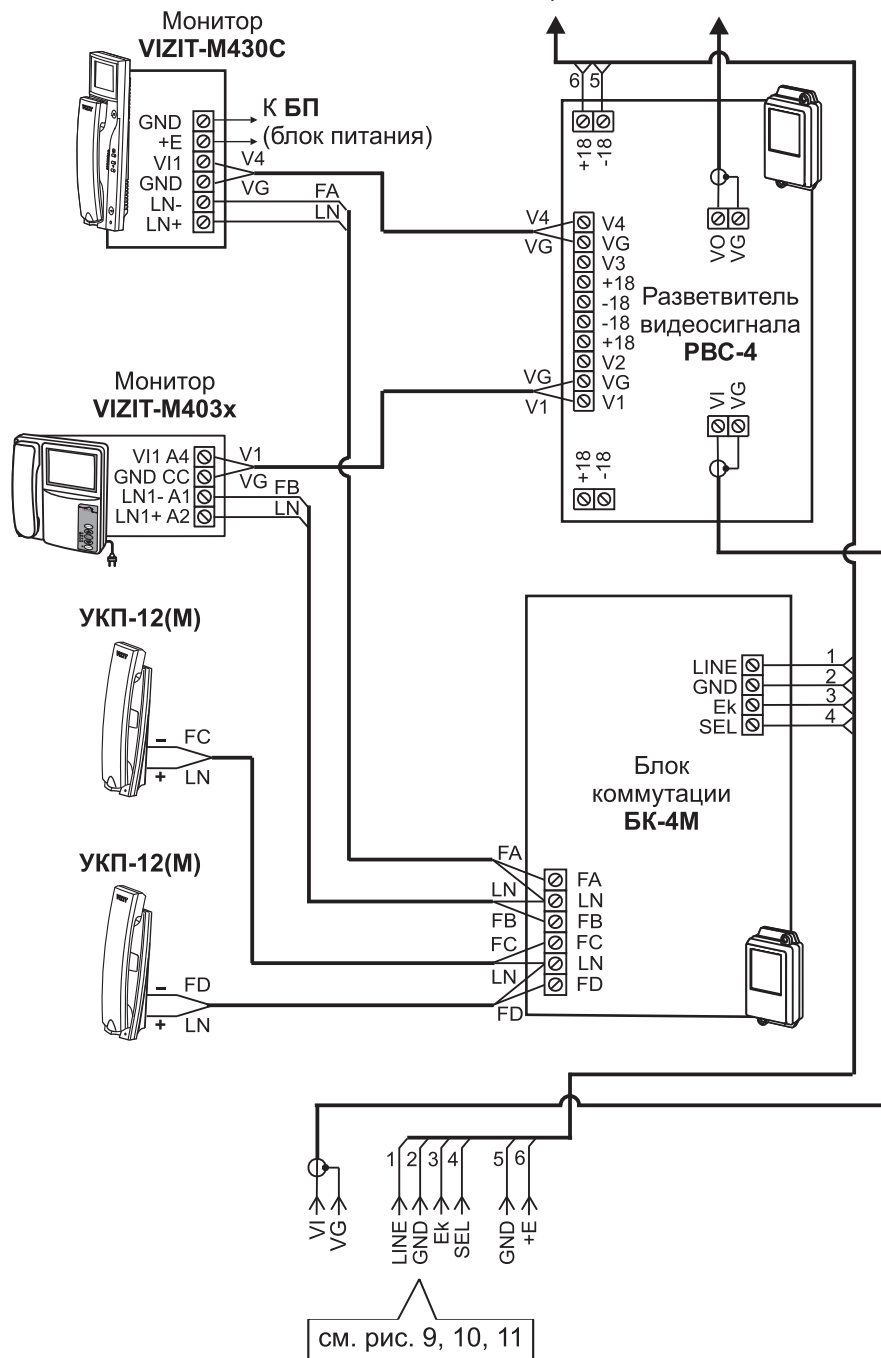 Монитор
VIZIT-M430C
GND
+E
VI1
GND
LN-
LN+
К БП
(блок питания)
V4
VG
FA
LN
6
5
+18
-18
VO
VG
V4
VG
V4
VG
V3
+18
-18
-18
+18
V2
VG
V1
VG
V1
Разветвитель
видеосигнала
РВС-4
VI
VG
+18
-18
Монитор
VIZIT-M403x
VI1 A4
GND CC
LN1- A1
LN1+ A2
V1
VG
FB
LN
УКП-12(М)
VIZIT
– FC
+ LN
УКП-12(М)
VIZIT
– FD
+ LN
LINE
GND
Ek
SEL
1
2
3
4
Блок
коммутации
БК-4М
FA
LN
FB
FC
LN
FD
FA
LN
FB
FC
LN
FD
1
2
3
4
5
6
VI
VG
LINE
GND
Ek
SEL
GND
+E
см. рис. 9, 10, 11